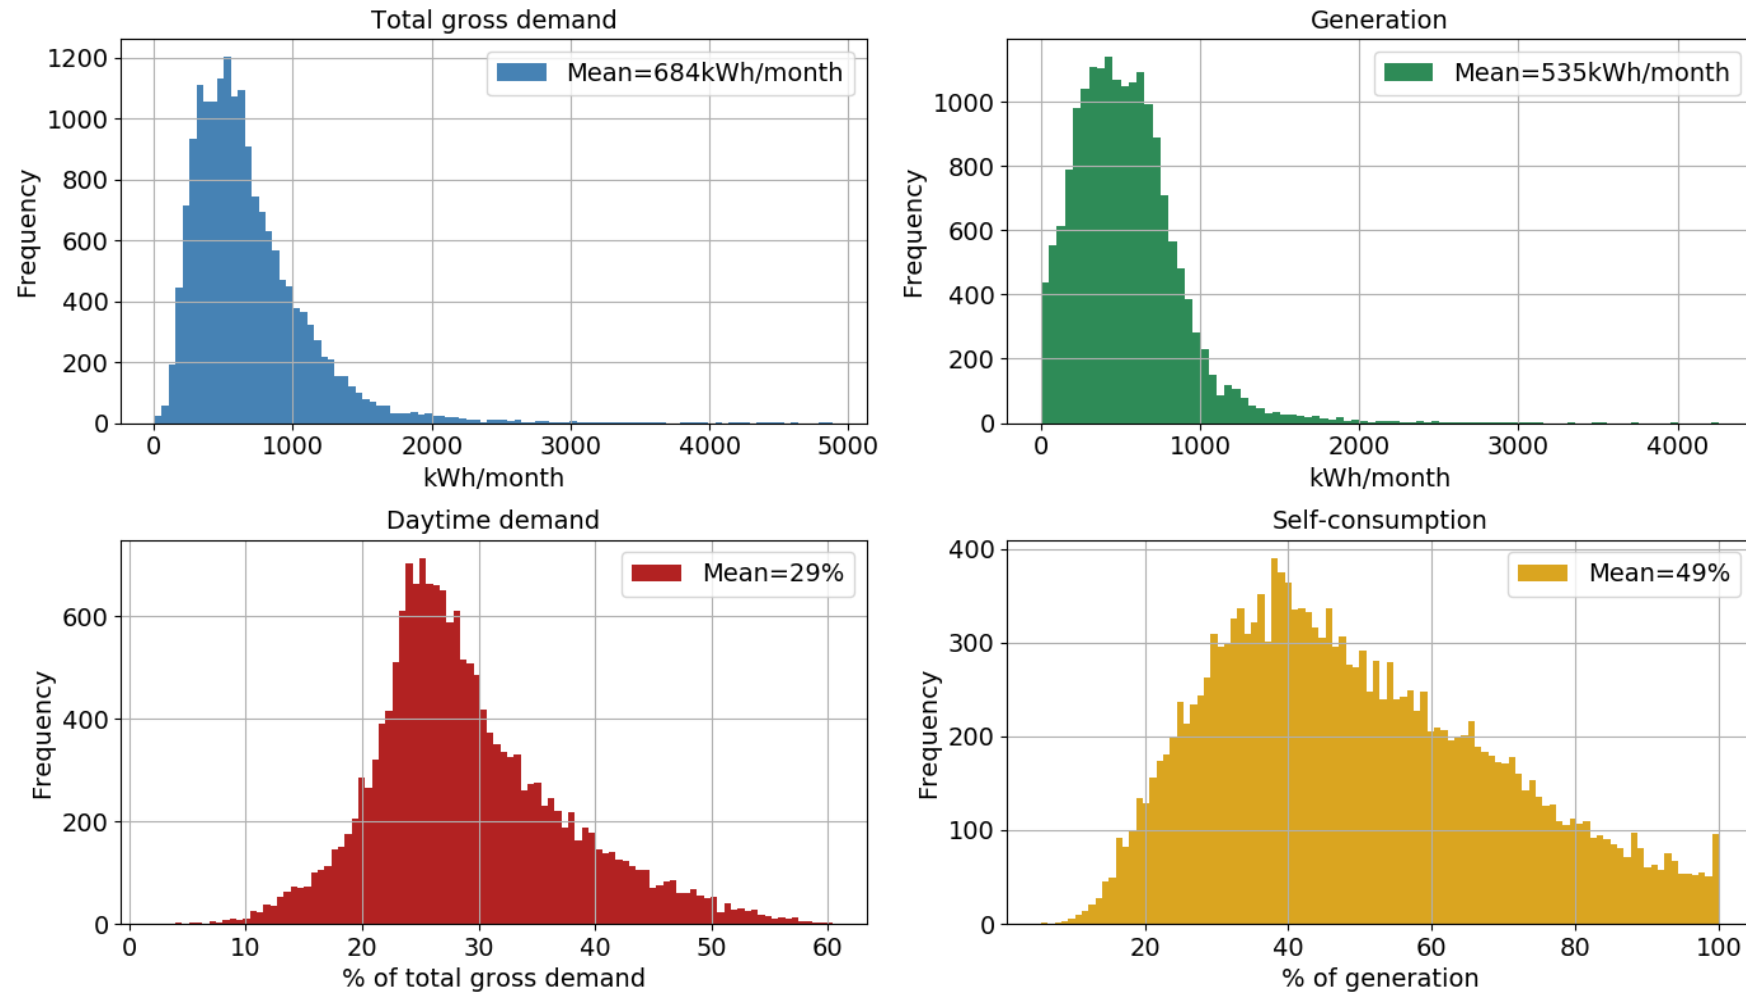 Total gross demand
Mean=684kWh/month
Frequency
1200
1000
800
600
400
200
0
0 1000 2000 3000 4000 5000
kWh/month
Generation
Mean=535kWh/month
Frequency
1000
800
600
400
200
0
0 1000 2000 3000 4000
kWh/month
Daytime demand
Mean=29%
Frequency
600
400
200
0
0 10 20 30 40 50 60
% of total gross demand
Self-consumption
Mean=49%
Frequency
400
300
200
100
0
20 40 60 80 100
% of generation